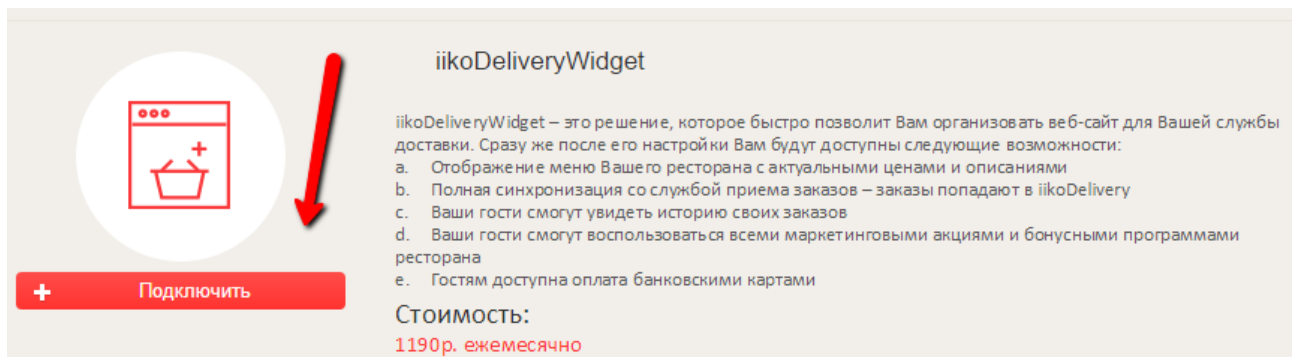 iikoDeliveryWidget
iikoDeliveryWidget – это решение, которое быстро позволит Вам организовать веб-сайт для Вашей службы
доставки. Сразу же после его настройки Вам будут доступны следующие возможности:
a. Отображение меню Вашего ресторана с актуальными ценами и описаниями
b. Полная синхронизация со службой приема заказов – заказы попадают в iikoDelivery
c. Ваши гости смогут увидеть историю своих заказов
d. Ваши гости смогут воспользоваться всеми маркетинговыми акциями и бонусными программами
ресторана
e. Гостям доступна оплата банковскими картами
+ Подключить
Стоимость:
1190р. ежемесячно